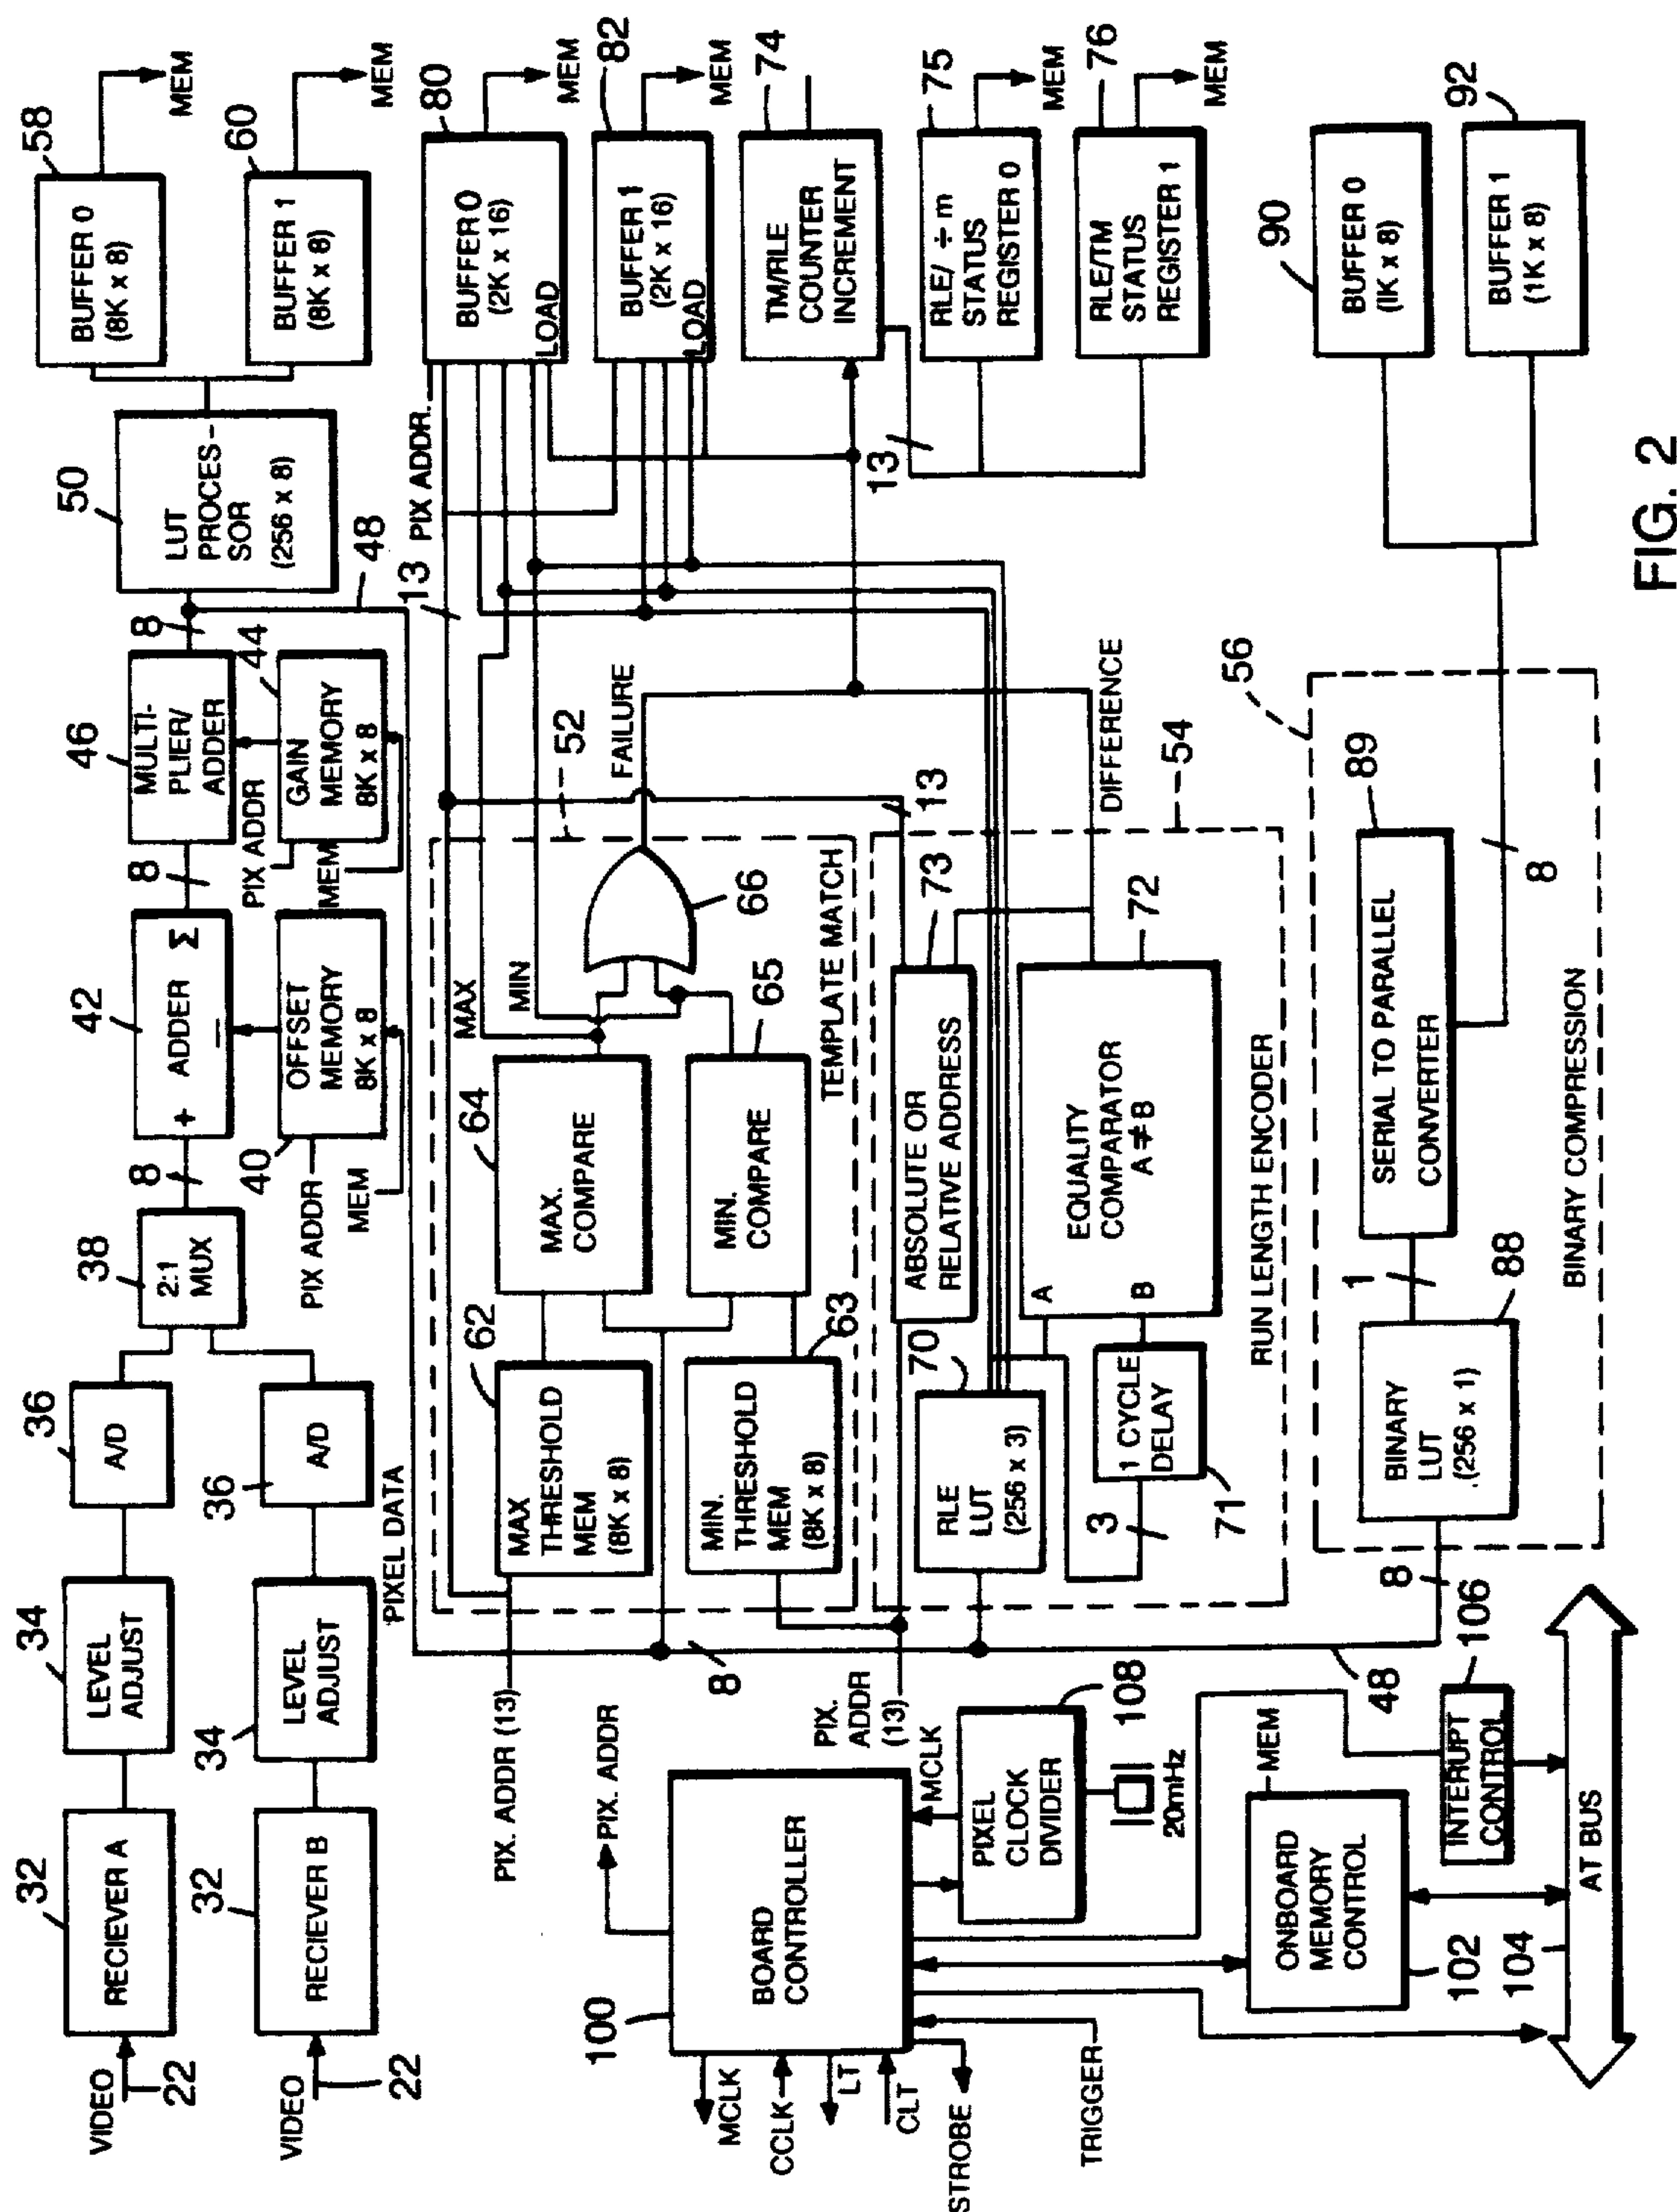 VIDEO
22
32
RECIEVER A
34
LEVEL
ADJUST
36
A/D
VIDEO
22
32
RECIEVER B
34
LEVEL
ADJUST
36
A/D
38
2:1
MUX
8
42
+ ADDER Σ
–
40
OFFSET
MEMORY
8K x 8
PIX ADDR
MEM
8
46
MULTI-
PLIER/
ADDER
44
GAIN
MEMORY
8K x 8
PIX ADDR
MEM
8
48
50
LUT
PROCES-
SOR
(256 x 8)
58
BUFFER 0
(8K x 8)
MEM
60
BUFFER 1
(8K x 8)
MEM
PIXEL DATA
PIX. ADDR (13)
62
MAX
THRESHOLD
MEM
(8K x 8)
64
MAX.
COMPARE
MAX
MIN
63
MIN.
THRESHOLD
MEM
(8K x 8)
65
MIN.
COMPARE
66
TEMPLATE MATCH
52
FAILURE
13
PIX ADDR.
80
BUFFER 0
(2K x 16)
LOAD
MEM
82
BUFFER 1
(2K x 16)
LOAD
MEM
74
TM/RLE
COUNTER
INCREMENT
13
75
RLE/ ÷ m
STATUS
REGISTER 0
MEM
76
RLE/TM
STATUS
REGISTER 1
MEM
8
PIX.
ADDR
(13)
73
ABSOLUTE OR
RELATIVE ADDRESS
13
70
RLE
LUT
(256 x 3)
3
1 CYCLE
DELAY
71
A
B
EQUALITY
COMPARATOR
A ≠ B
72
DIFFERENCE
54
RUN LENGTH ENCODER
48
8
BINARY
LUT
(256 x 1)
88
1
SERIAL TO PARALLEL
CONVERTER
89
8
56
BINARY COMPRESSION
90
BUFFER 0
(1K x 8)
92
BUFFER 1
(1K x 8)
100
BOARD
CONTROLLER
PIX. ADDR
MCLK
CCLK
LT
CLT
STROBE
TRIGGER
MCLK
PIXEL
CLOCK
DIVIDER
108
20mHz
ONBOARD
MEMORY
CONTROL
MEM
102
INTERUPT
CONTROL
106
104
AT BUS
FIG. 2